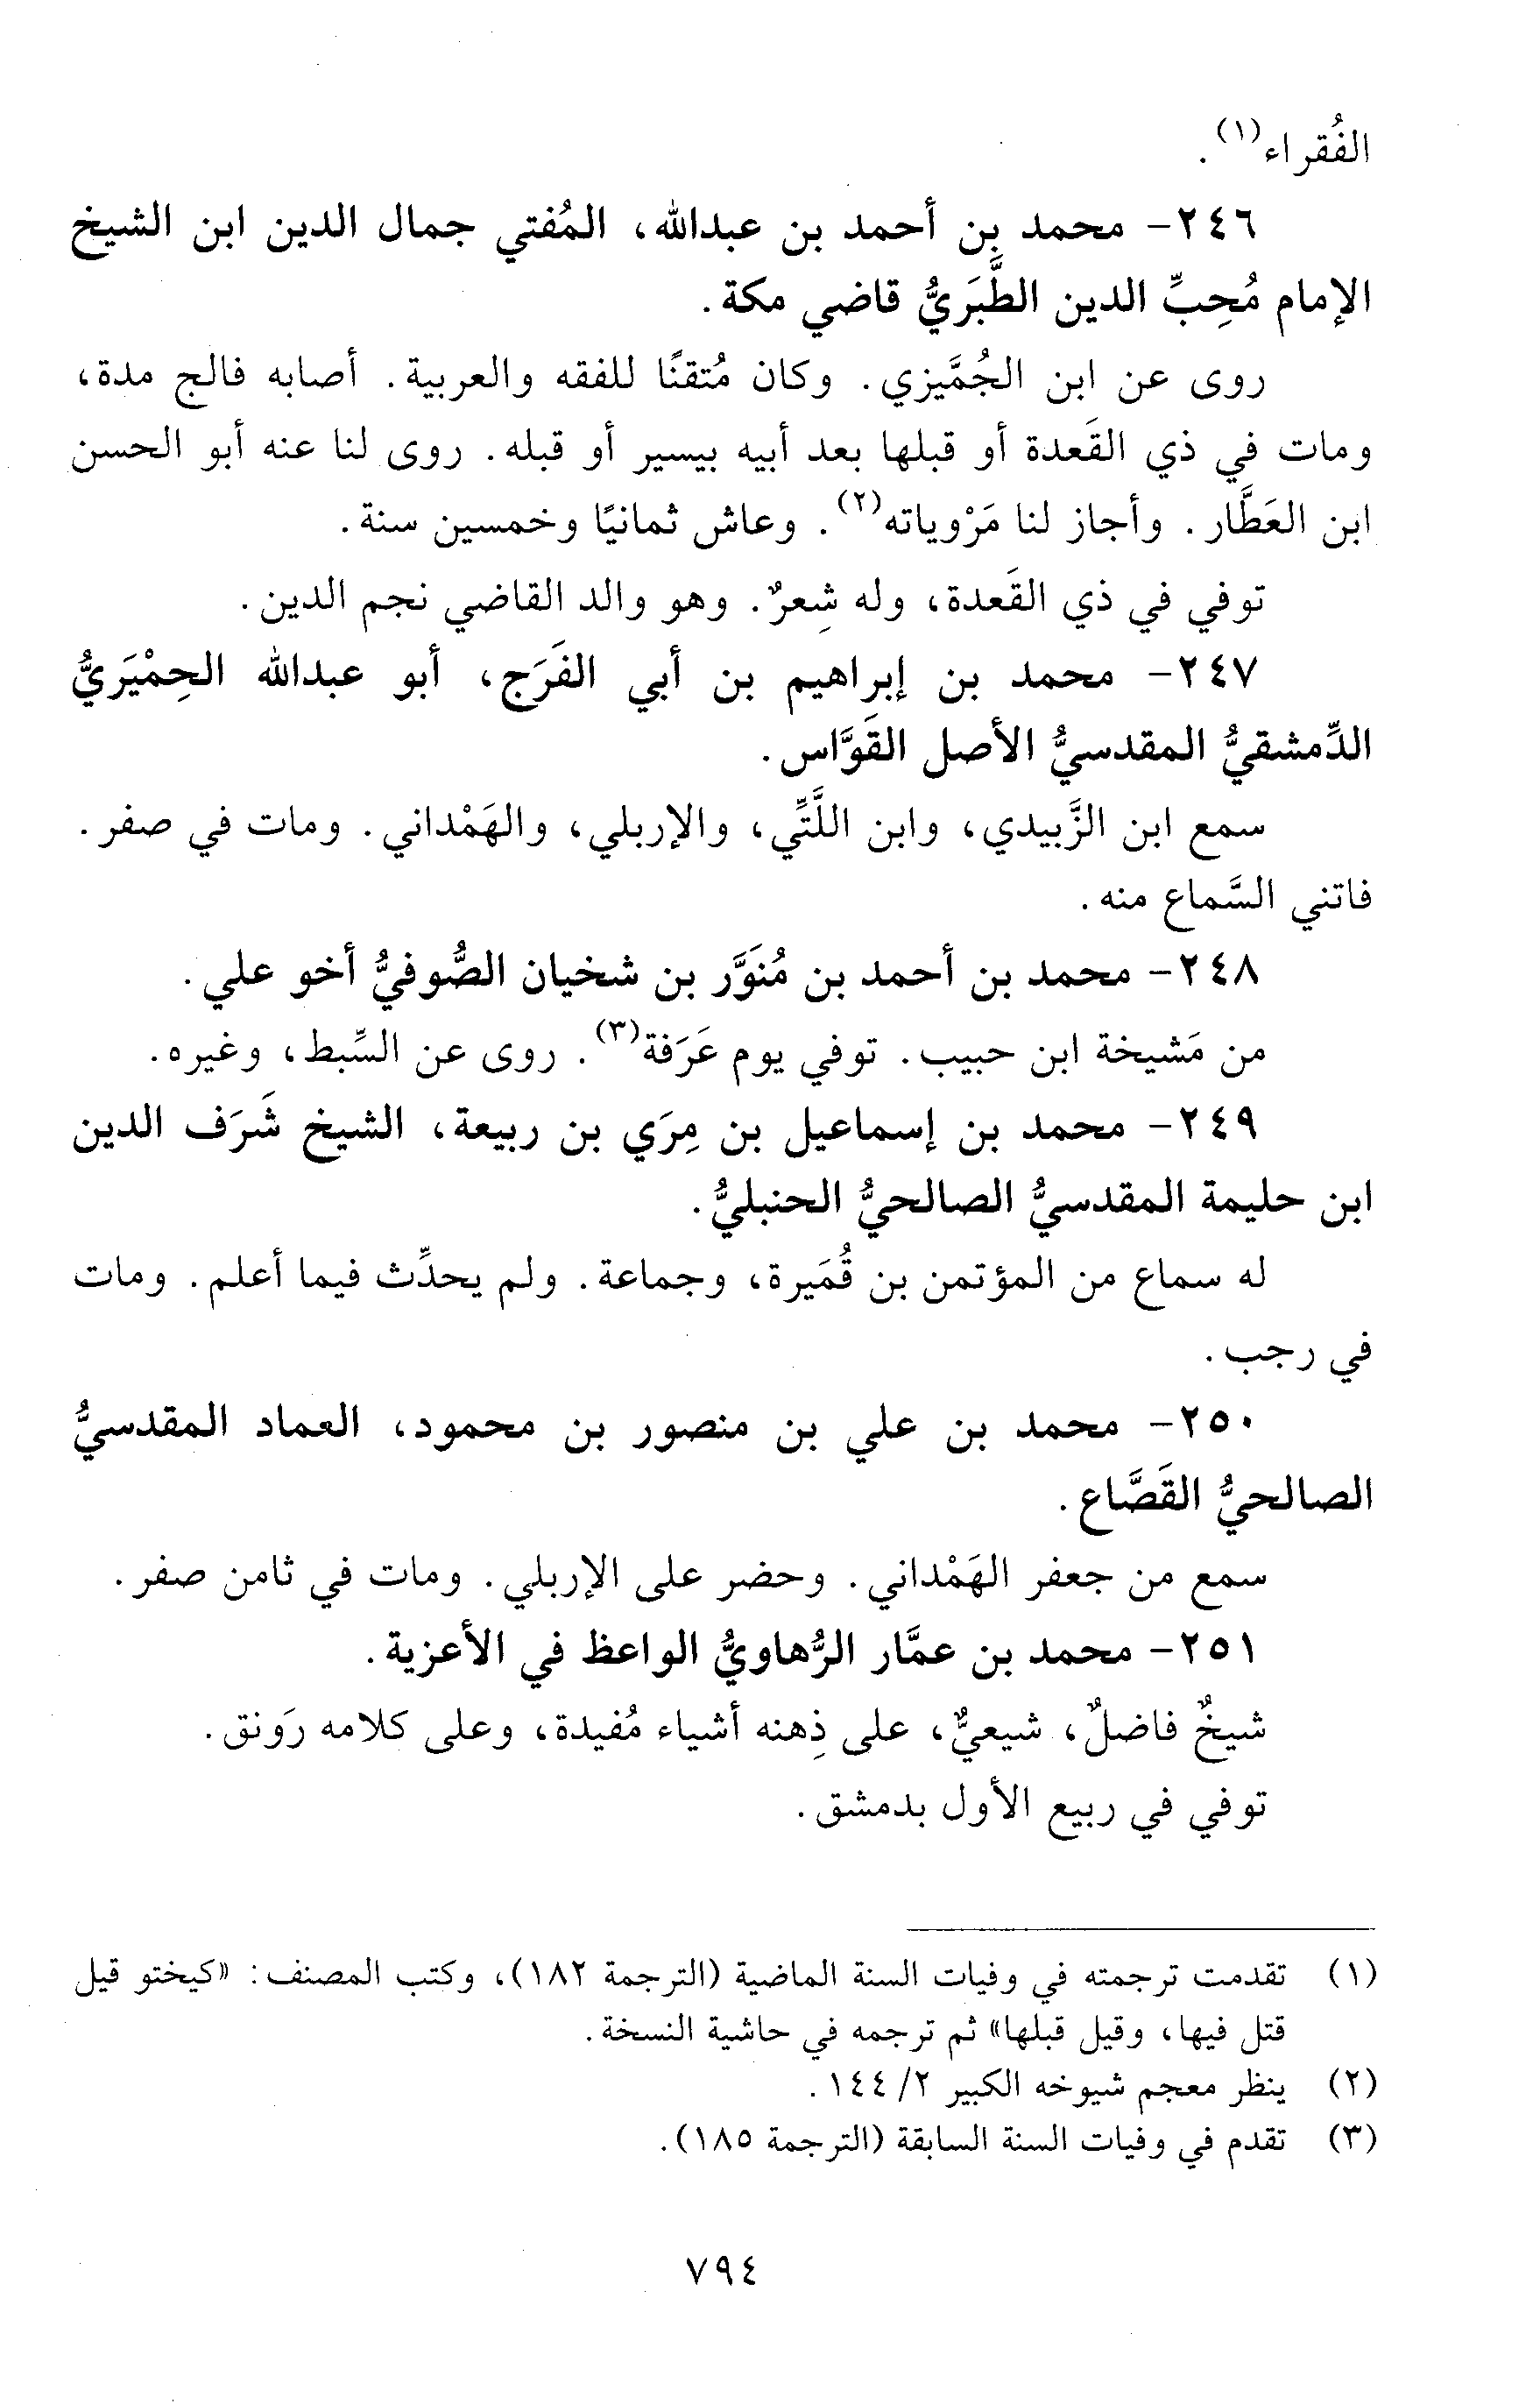 الفُقراء(١).
٢٤٦- محمد بن أحمد بن عبدالله، المُفتي جمال الدين ابن الشيخ
الإمام مُحِبِّ الدين الطَّبَريُّ قاضي مكة.
روى عن ابن الجُمَّيزي. وكان مُتقنًا للفقه والعربية. أصابه فالج مدة،
ومات في ذي القَعدة أو قبلها بعد أبيه بيسير أو قبله. روى لنا عنه أبو الحسن
ابن العَطَّار. وأجاز لنا مَرْوياته(٢). وعاش ثمانيًا وخمسين سنة.
توفي في ذي القَعدة، وله شِعرٌ. وهو والد القاضي نجم الدين.
٢٤٧- محمد بن إبراهيم بن أبي الفَرَج، أبو عبدالله الحِمْيَريُّ
الدِّمشقيُّ المقدسيُّ الأصل القَوَّاس.
سمع ابن الزَّبيدي، وابن اللَّتِّي، والإربلي، والهَمْداني. ومات في صفر.
فاتني السَّماع منه.
٢٤٨- محمد بن أحمد بن مُنَوَّر بن شخيان الصُّوفيُّ أخو علي.
من مَشيخة ابن حبيب. توفي يوم عَرَفة(٣). روى عن السِّبط، وغيره.
٢٤٩- محمد بن إسماعيل بن مِرَي بن ربيعة، الشيخ شَرَف الدين
ابن حليمة المقدسيُّ الصالحيُّ الحنبليُّ.
له سماع من المؤتمن بن قُمَيرة، وجماعة. ولم يحدِّث فيما أعلم. ومات
في رجب.
٢٥٠- محمد بن علي بن منصور بن محمود، العماد المقدسيُّ
الصالحيُّ القَصَّاع.
سمع من جعفر الهَمْداني. وحضر على الإربلي. ومات في ثامن صفر.
٢٥١- محمد بن عمَّار الرُّهاويُّ الواعظ في الأعزية.
شيخٌ فاضلٌ، شيعيٌّ، على ذِهنه أشياء مُفيدة، وعلى كلامه رَونق.
توفي في ربيع الأول بدمشق.
(١) تقدمت ترجمته في وفيات السنة الماضية (الترجمة ١٨٢)، وكتب المصنف: «كيختو قيل
قتل فيها، وقيل قبلها» ثم ترجمه في حاشية النسخة.
(٢) ينظر معجم شيوخه الكبير ٢/ ١٤٤.
(٣) تقدم في وفيات السنة السابقة (الترجمة ١٨٥).
٧٩٤